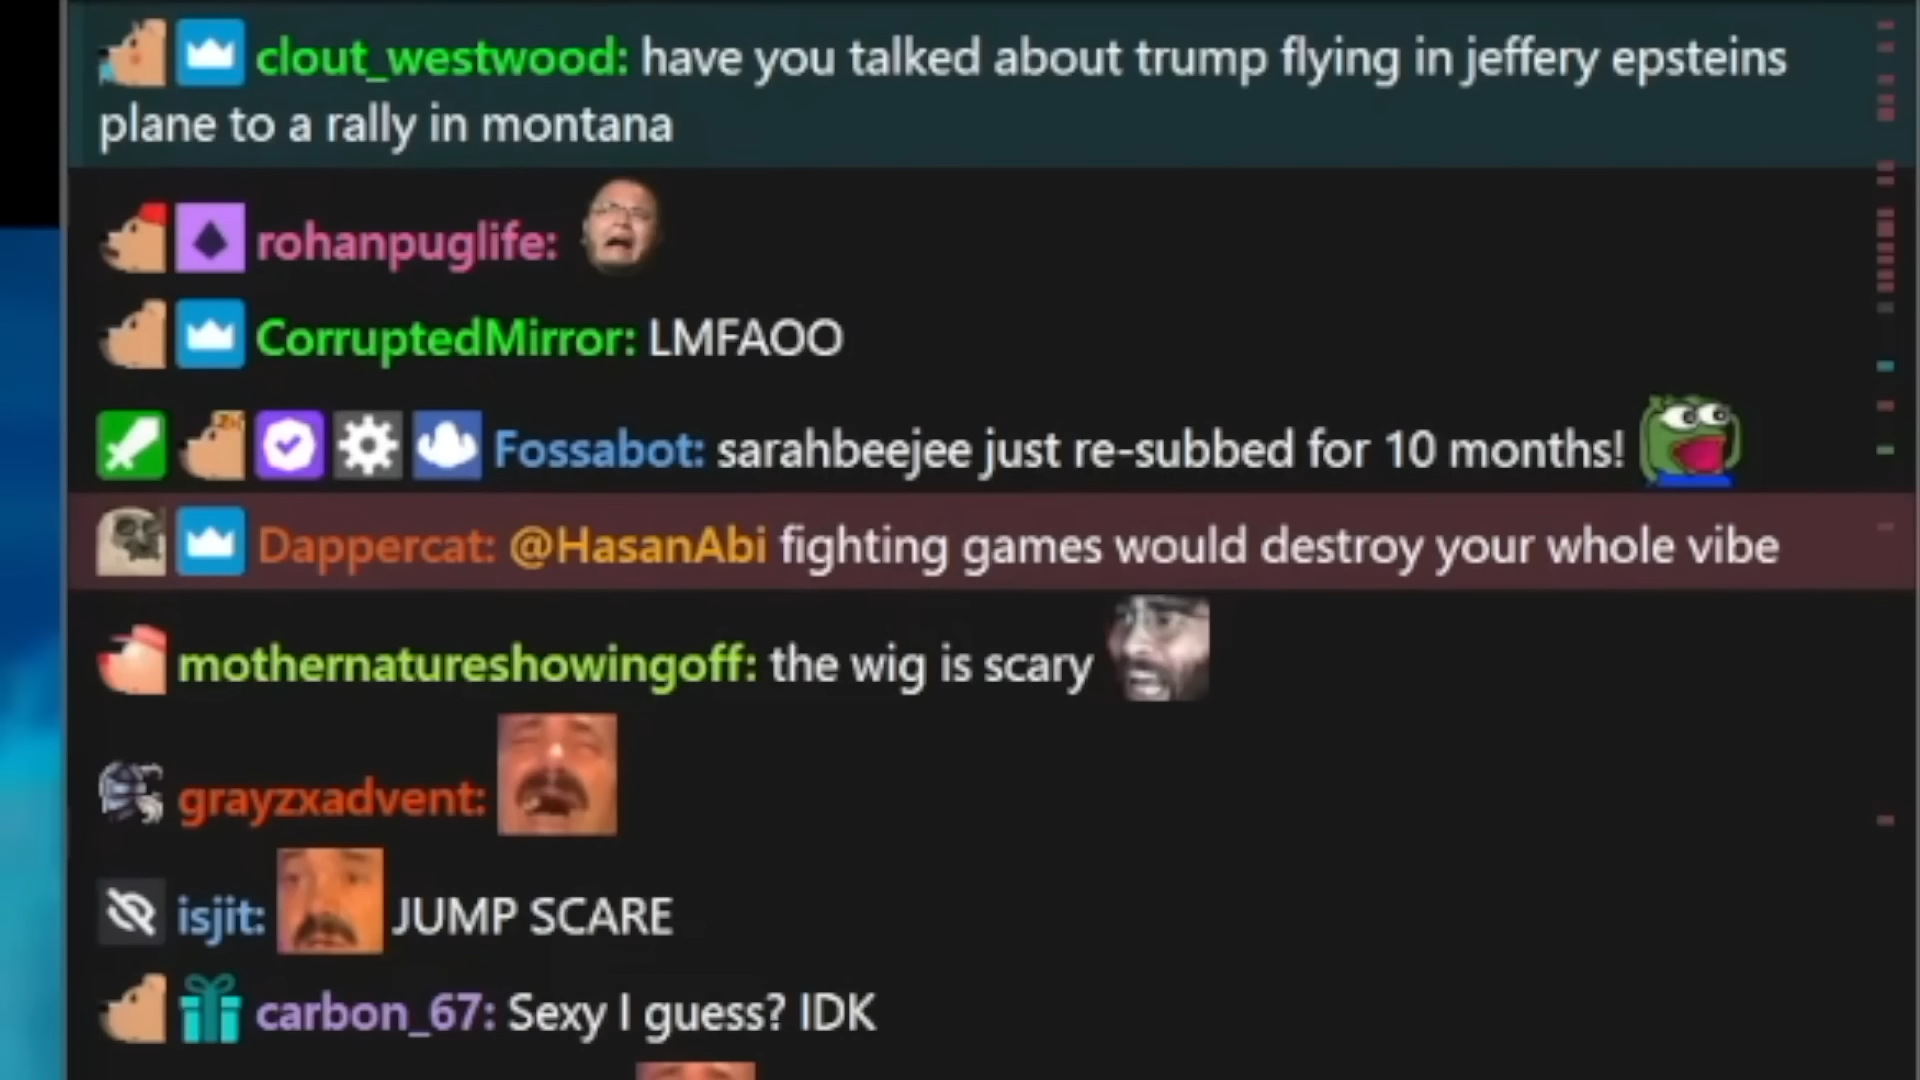 clout_westwood: have you talked about trump flying in jeffery epsteins
plane to a rally in montana
rohanpuglife:
CorruptedMirror: LMFAOO
Fossabot: sarahbeejee just re-subbed for 10 months!
Dappercat: @HasanAbi fighting games would destroy your whole vibe
mothernatureshowingoff: the wig is scary
grayzxadvent:
isjit: JUMP SCARE
carbon_67: Sexy I guess? IDK